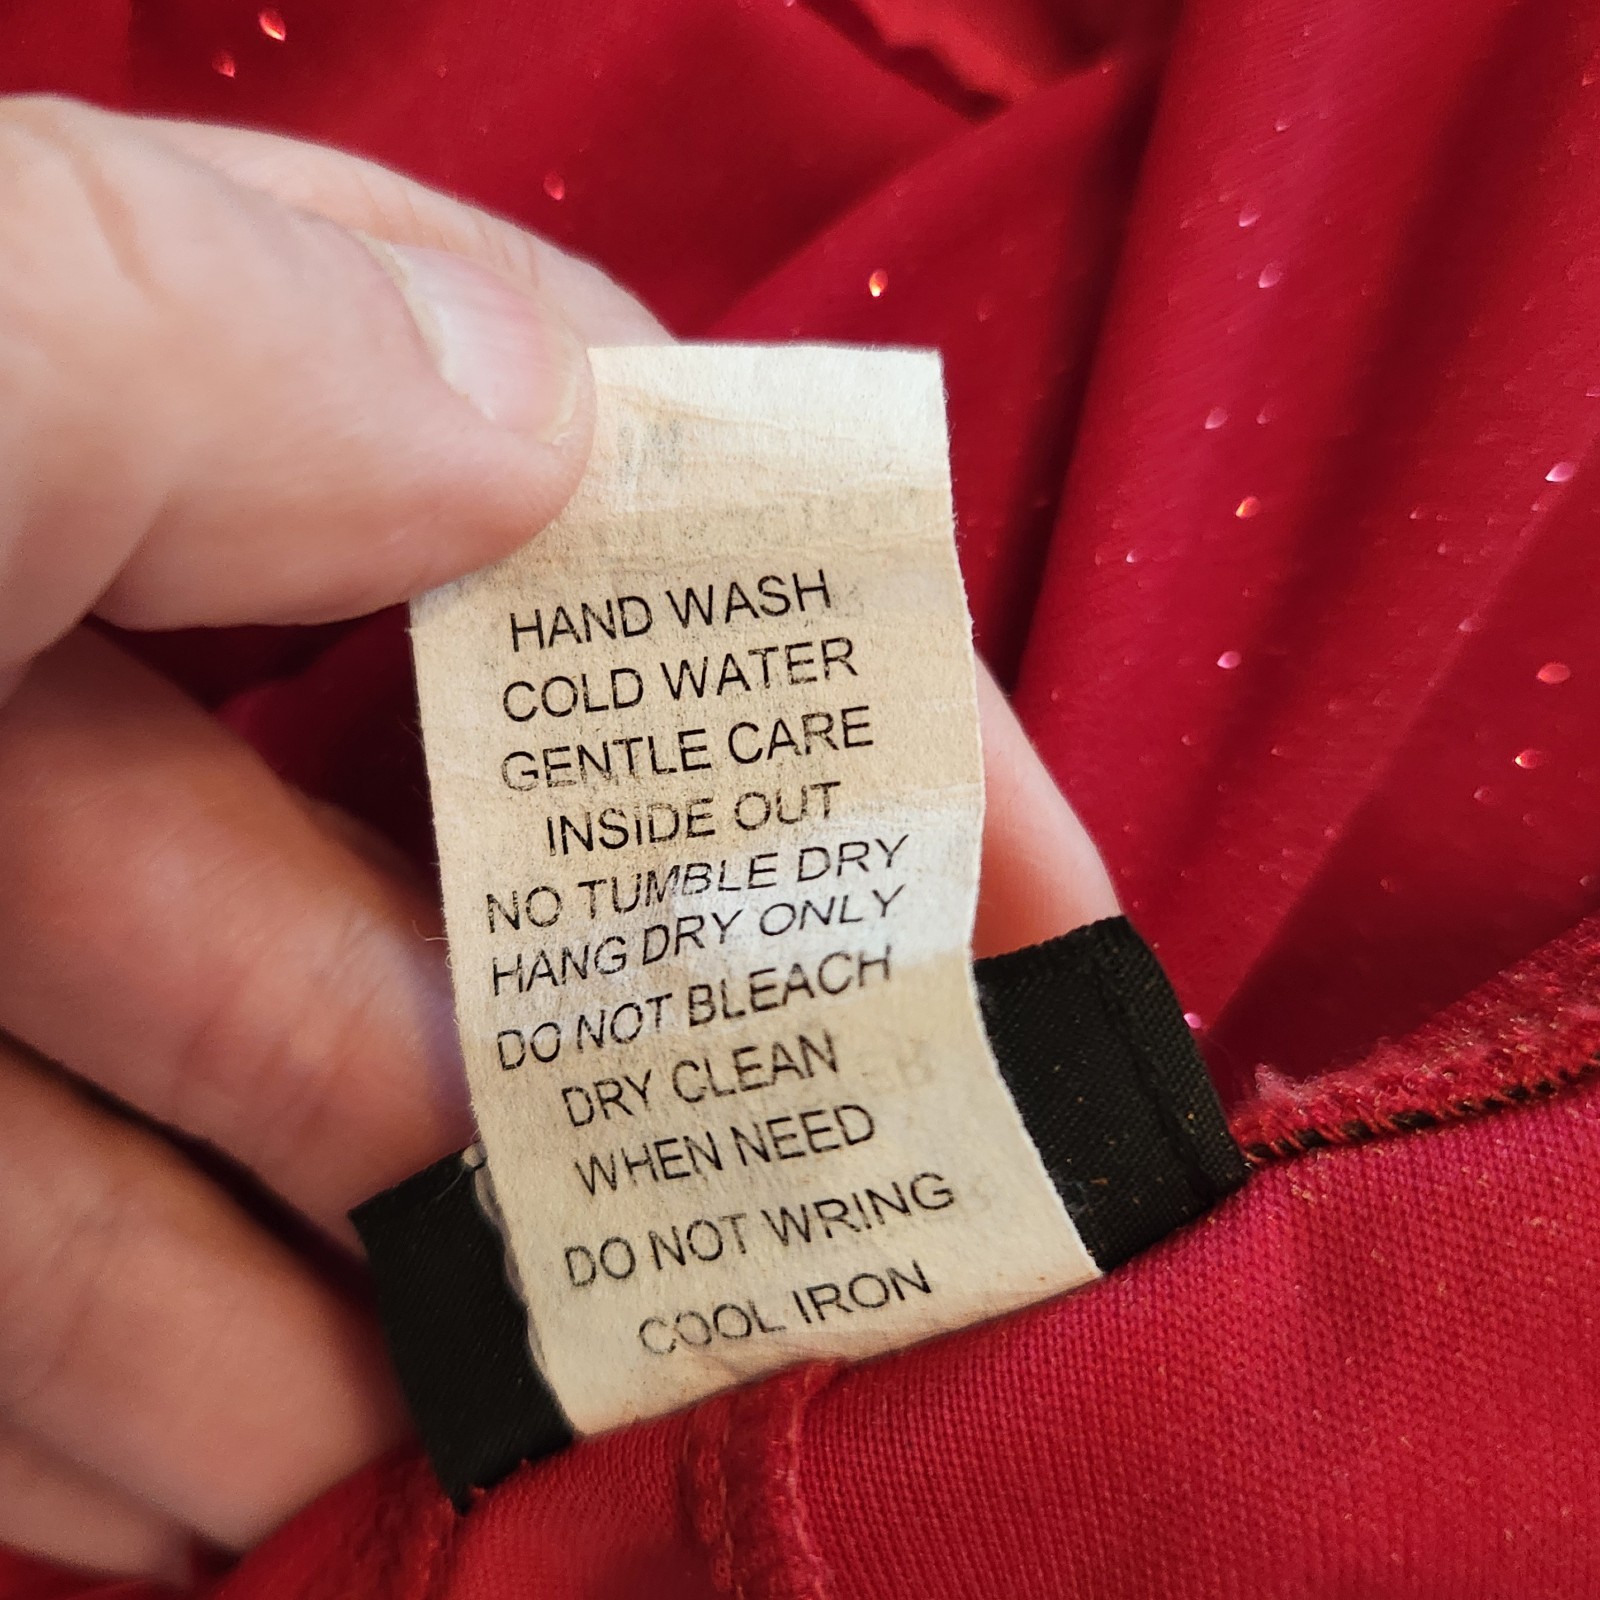 HAND WASH
COLD WATER
GENTLE CARE
INSIDE OUT
NO TUMBLE DRY
HANG DRY ONLY
DO NOT BLEACH
DRY CLEAN
WHEN NEED
DO NOT WRING
COOL IRON